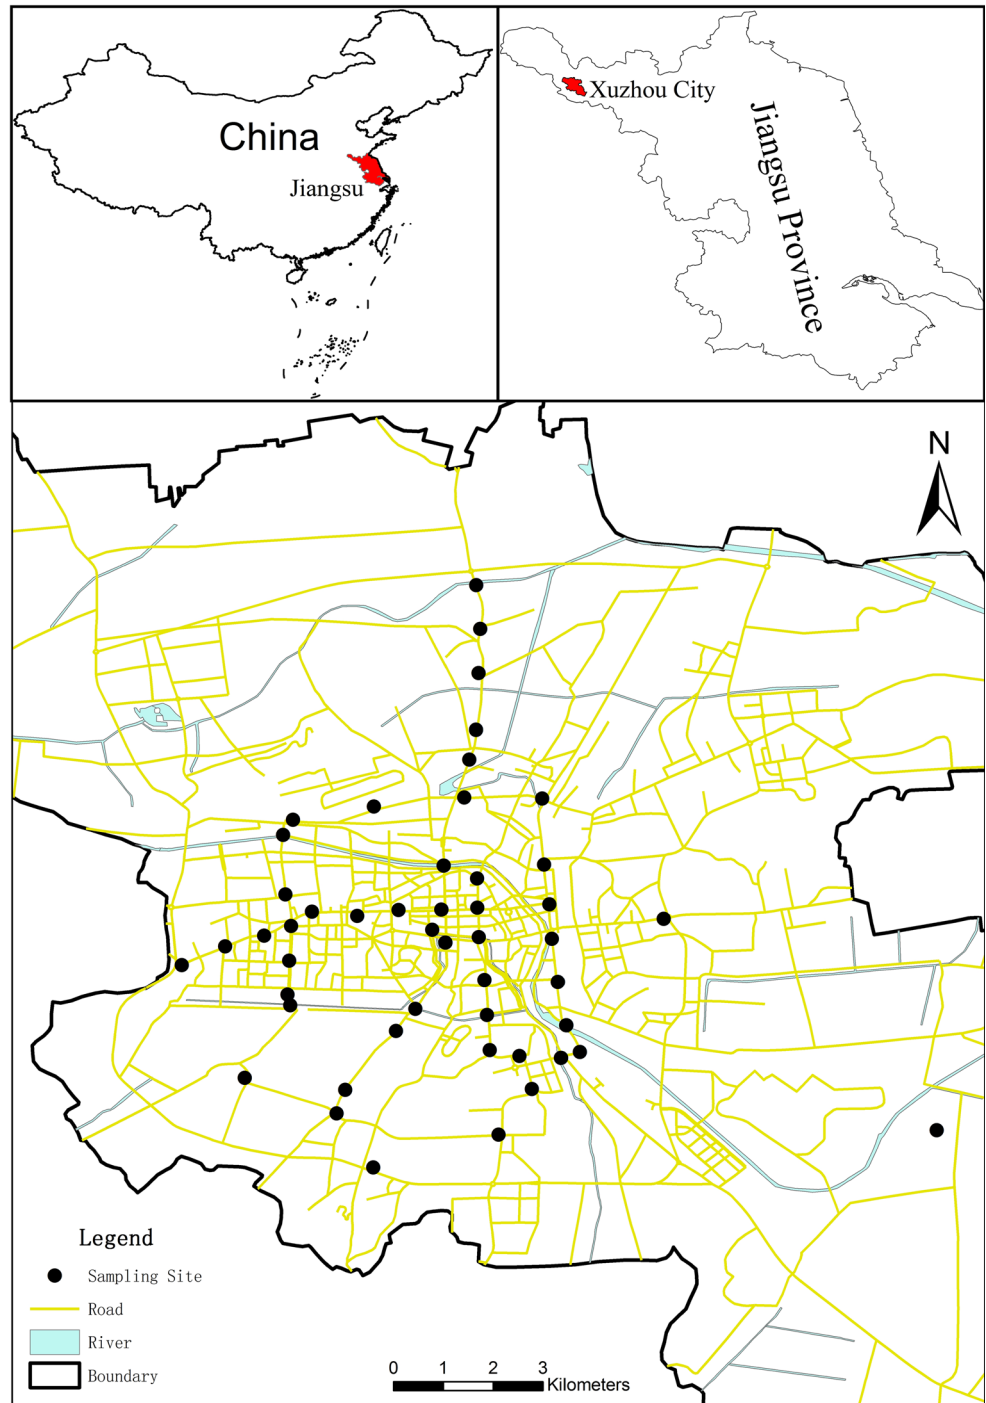 China
Jiangsu
Xuzhou City
Jiangsu Province
N
Legend
Sampling Site
Road
River
Boundary
0 1 2 3
Kilometers